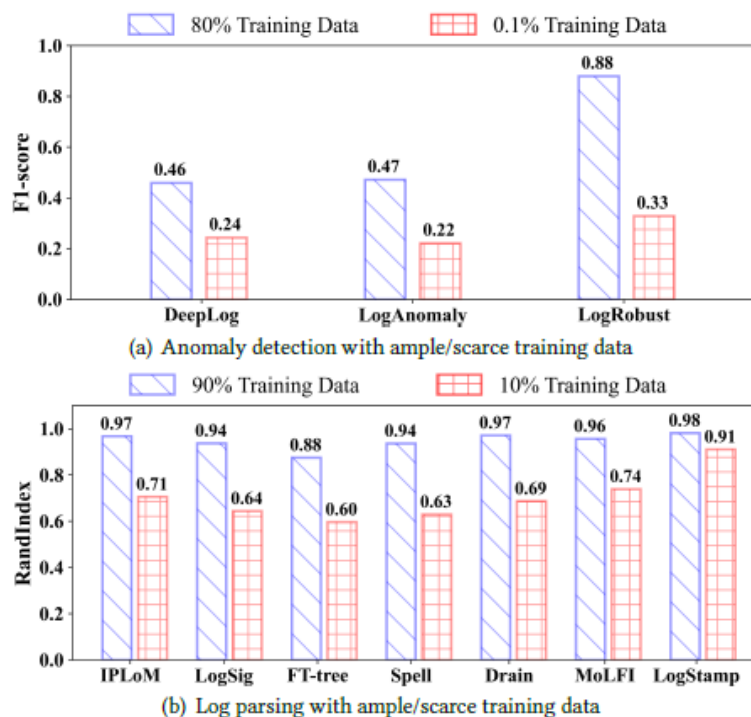 80% Training Data 0.1% Training Data
F1-score
1.0
0.8
0.6
0.4
0.2
0.0
0.46 0.24 0.47 0.22 0.88 0.33
DeepLog LogAnomaly LogRobust
(a) Anomaly detection with ample/scarce training data
90% Training Data 10% Training Data
RandIndex
1.0
0.8
0.6
0.4
0.2
0.0
0.97 0.71 0.94 0.64 0.88 0.60 0.94 0.63 0.97 0.69 0.96 0.74 0.98 0.91
IPLoM LogSig FT-tree Spell Drain MoLFI LogStamp
(b) Log parsing with ample/scarce training data